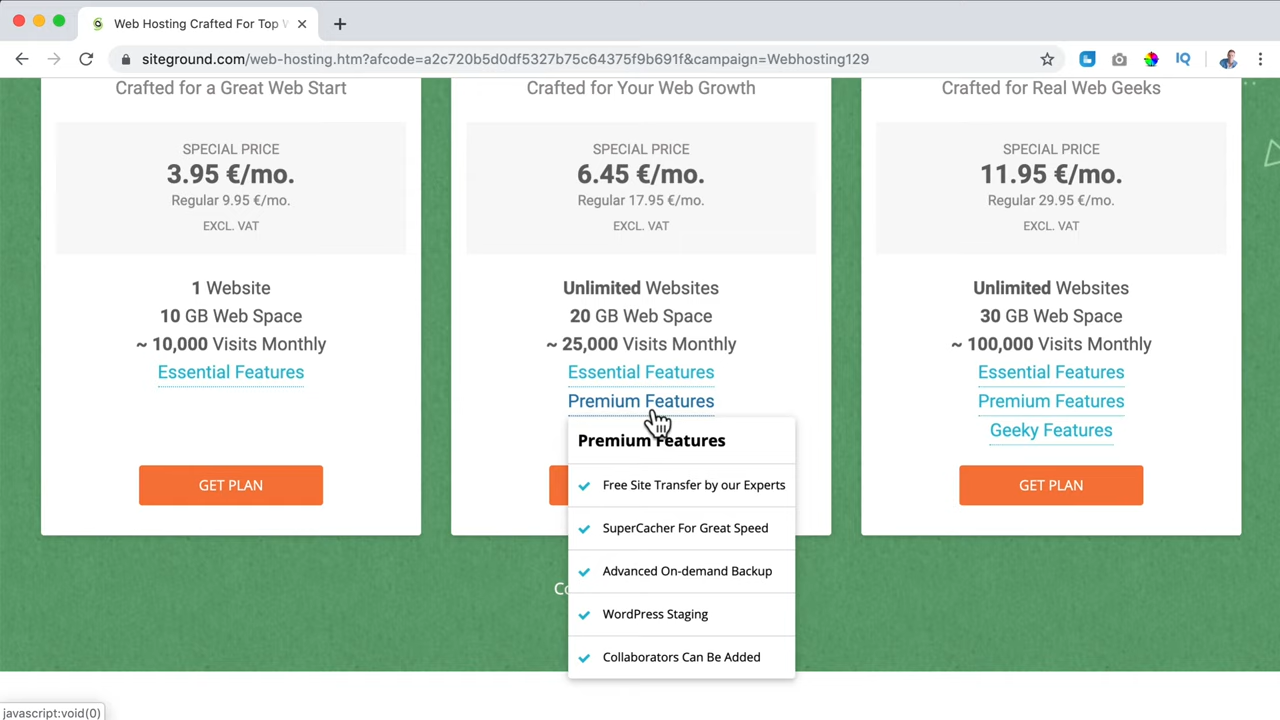 Web Hosting Crafted For Top
siteground.com/web-hosting.htm?afcode=a2c720b5d0df5327b75c64375f9b691f&campaign=Webhosting129
IQ
Crafted for a Great Web Start
SPECIAL PRICE
3.95 €/mo.
Regular 9.95 €/mo.
EXCL. VAT
1 Website
10 GB Web Space
~ 10,000 Visits Monthly
Essential Features
GET PLAN
Crafted for Your Web Growth
SPECIAL PRICE
6.45 €/mo.
Regular 17.95 €/mo.
EXCL. VAT
Unlimited Websites
20 GB Web Space
~ 25,000 Visits Monthly
Essential Features
Premium Features
Premium Features
Free Site Transfer by our Experts
SuperCacher For Great Speed
Advanced On-demand Backup
WordPress Staging
Collaborators Can Be Added
Crafted for Real Web Geeks
SPECIAL PRICE
11.95 €/mo.
Regular 29.95 €/mo.
EXCL. VAT
Unlimited Websites
30 GB Web Space
~ 100,000 Visits Monthly
Essential Features
Premium Features
Geeky Features
GET PLAN
javascript:void(0)